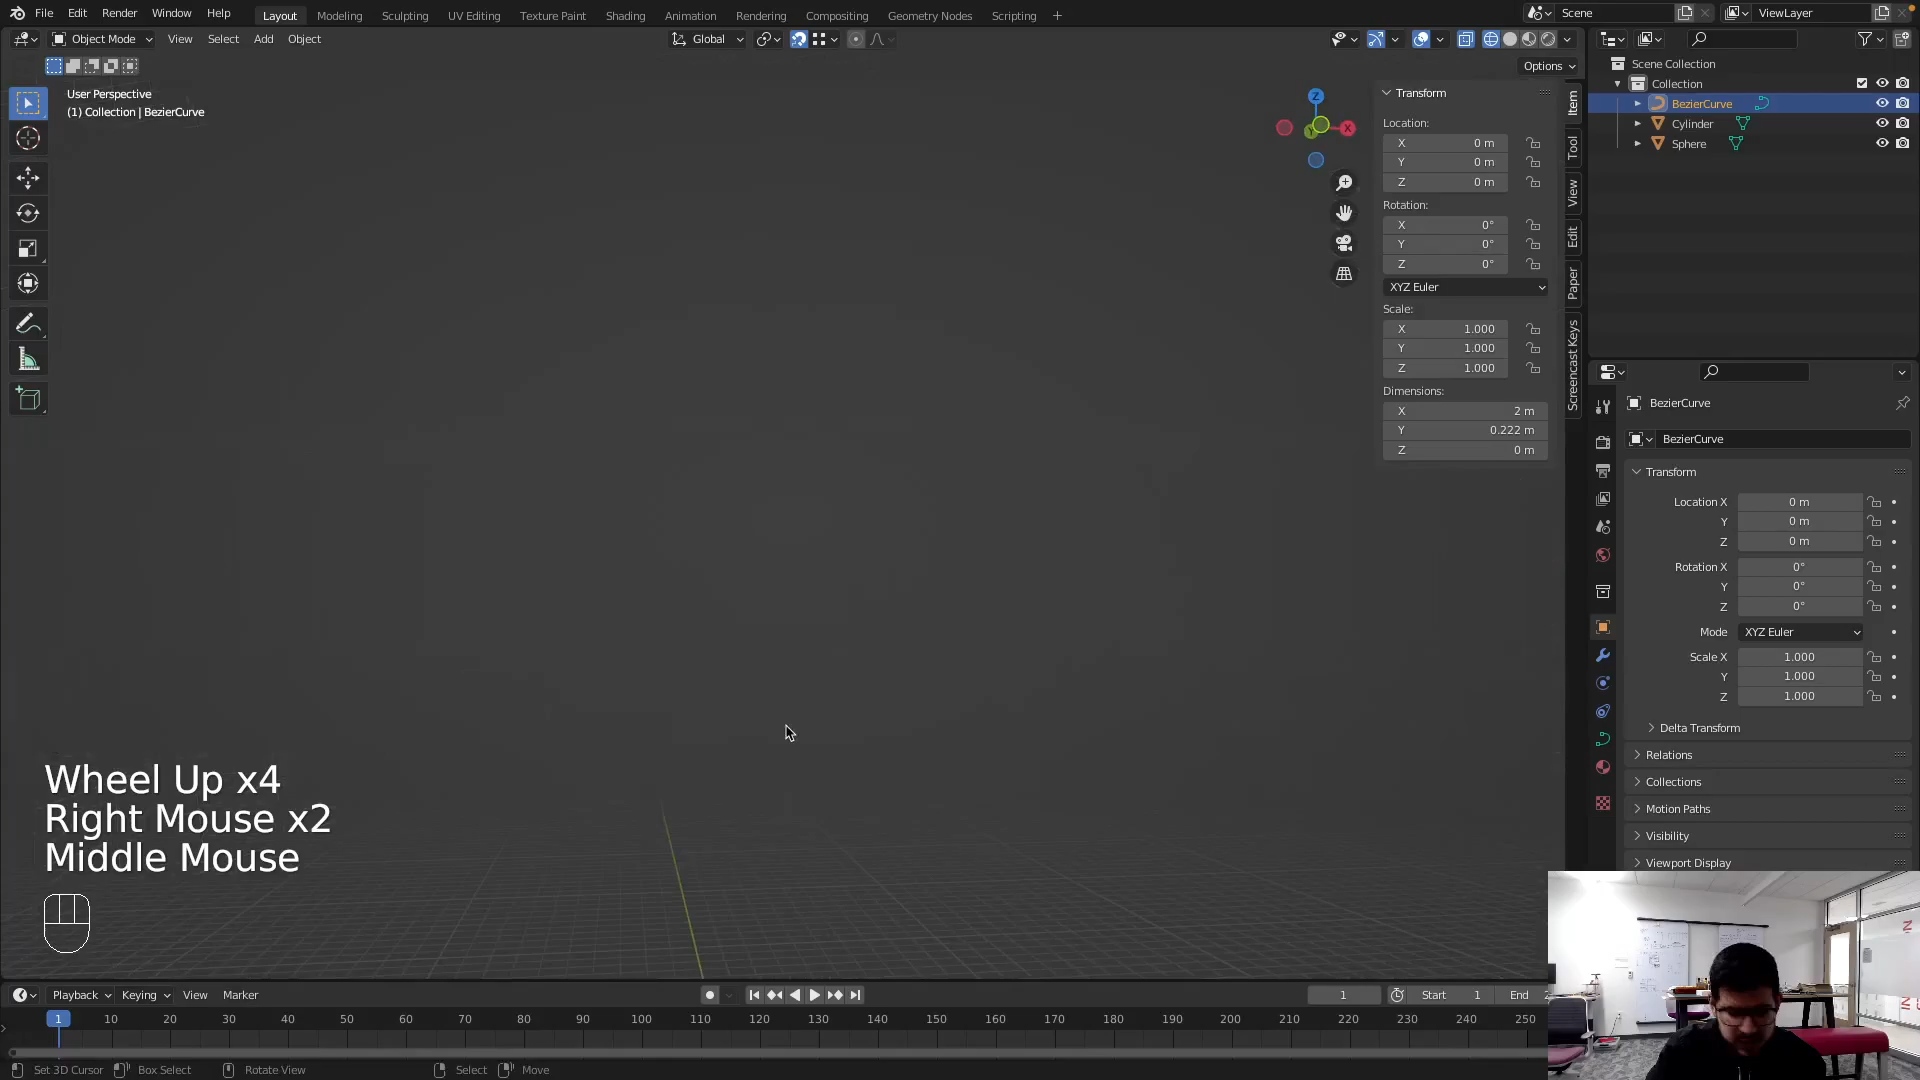 File Edit Render Window Help Layout Modeling Sculpting UV Editing Texture Paint Shading Animation Rendering Compositing Geometry Nodes Scripting + Scene ViewLayer
Object Mode View Select Add Object Global
Options
User Perspective
(1) Collection | BezierCurve
Z
X
Y
Transform
Location:
X 0 m
Y 0 m
Z 0 m
Rotation:
X 0°
Y 0°
Z 0°
XYZ Euler
Scale:
X 1.000
Y 1.000
Z 1.000
Dimensions:
X 2 m
Y 0.222 m
Z 0 m
Item
Tool
View
Edit
Paper
Screencast Keys
Scene Collection
Collection
BezierCurve
Cylinder
Sphere
BezierCurve
BezierCurve
Transform
Location X 0 m
Y 0 m
Z 0 m
Rotation X 0°
Y 0°
Z 0°
Mode XYZ Euler
Scale X 1.000
Y 1.000
Z 1.000
Delta Transform
Relations
Collections
Motion Paths
Visibility
Viewport Display
Wheel Up x4
Right Mouse x2
Middle Mouse
Playback Keying View Marker 1 Start 1 End 2
1 10 20 30 40 50 60 70 80 90 100 110 120 130 140 150 160 170 180 190 200 210 220 230 240 250
Set 3D Cursor Box Select Rotate View Select Move